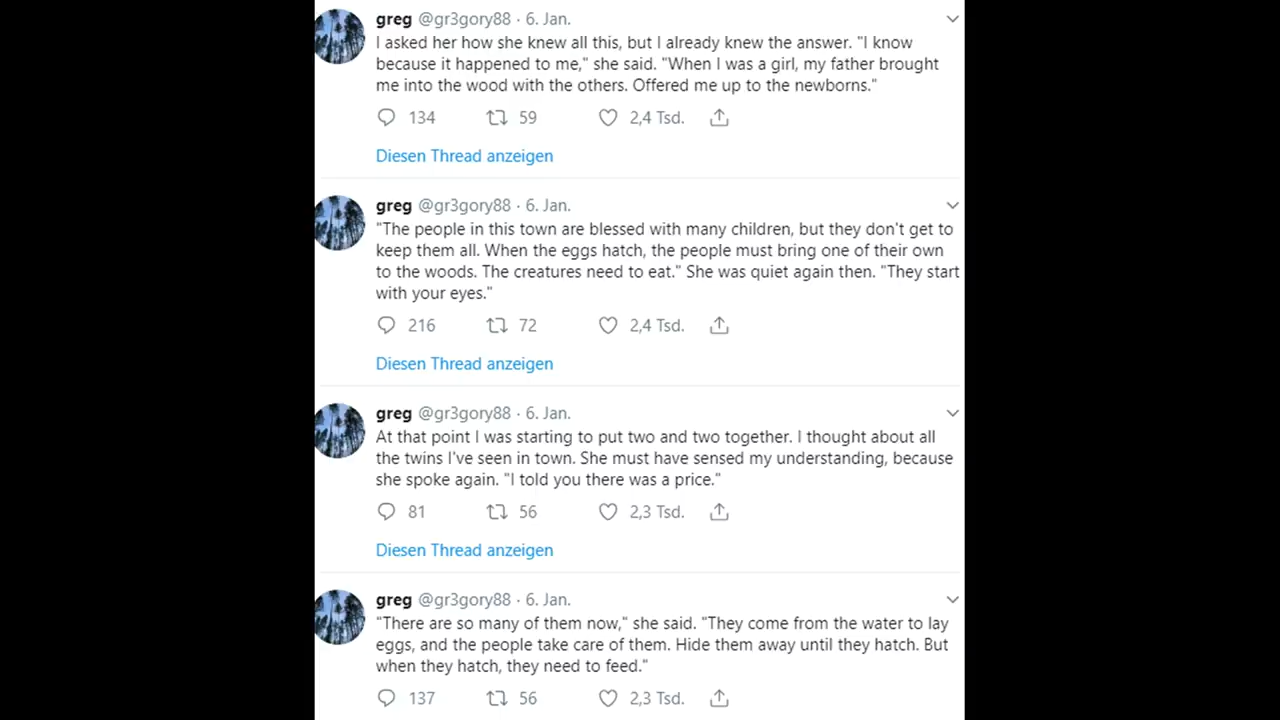 greg @gr3gory88 · 6. Jan.
I asked her how she knew all this, but I already knew the answer. "I know
because it happened to me," she said. "When I was a girl, my father brought
me into the wood with the others. Offered me up to the newborns."
134 59 2,4 Tsd.
Diesen Thread anzeigen
greg @gr3gory88 · 6. Jan.
"The people in this town are blessed with many children, but they don't get to
keep them all. When the eggs hatch, the people must bring one of their own
to the woods. The creatures need to eat." She was quiet again then. "They start
with your eyes."
216 72 2,4 Tsd.
Diesen Thread anzeigen
greg @gr3gory88 · 6. Jan.
At that point I was starting to put two and two together. I thought about all
the twins I've seen in town. She must have sensed my understanding, because
she spoke again. "I told you there was a price."
81 56 2,3 Tsd.
Diesen Thread anzeigen
greg @gr3gory88 · 6. Jan.
"There are so many of them now," she said. "They come from the water to lay
eggs, and the people take care of them. Hide them away until they hatch. But
when they hatch, they need to feed."
137 56 2,3 Tsd.